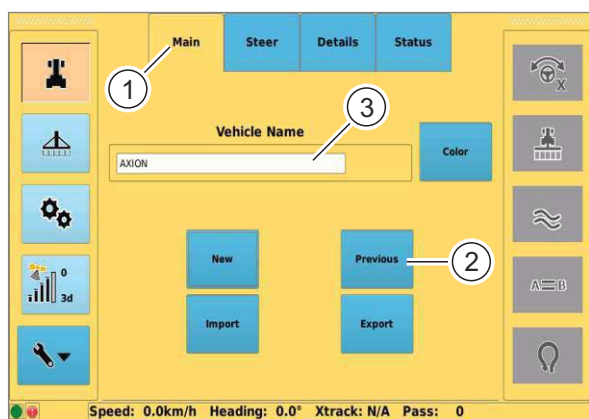 Main Steer Details Status
1
3
Vehicle Name
AXION
Color
X
0
3d
New Previous
2
A=B
Import Export
Speed: 0.0km/h Heading: 0.0° Xtrack: N/A Pass: 0